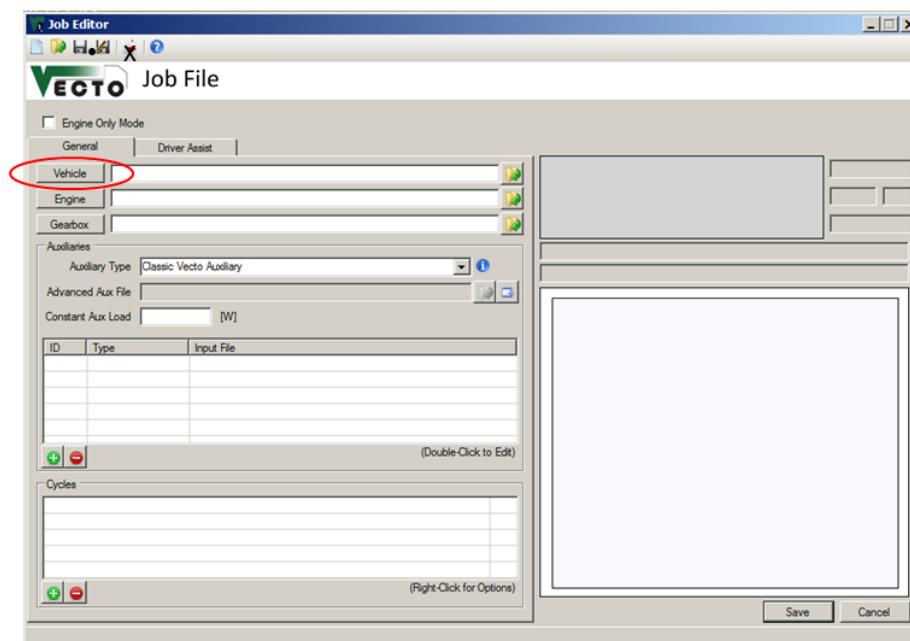 Job Editor
VECTO Job File
Engine Only Mode
General Driver Assist
Vehicle
Engine
Gearbox
Auxiliaries
Auxiliary Type Classic Vecto Auxiliary
Advanced Aux File
Constant Aux Load [W]
ID Type Input File
(Double-Click to Edit)
Cycles
(Right-Click for Options)
Save Cancel